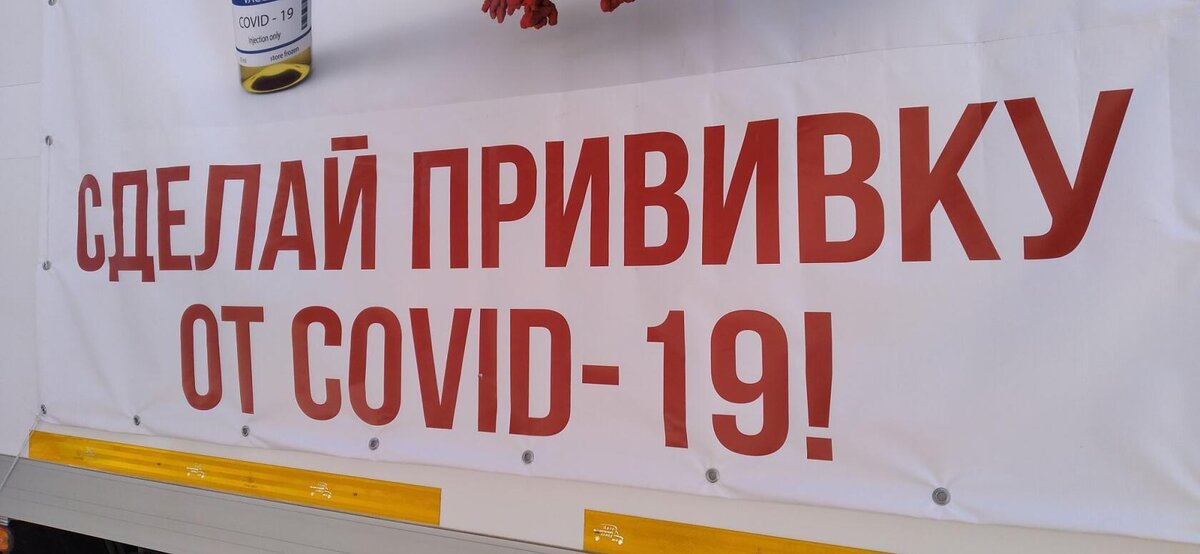 COVID - 19
Injection only
store frozen
СДЕЛАЙ ПРИВИВКУ
ОТ COVID-19!